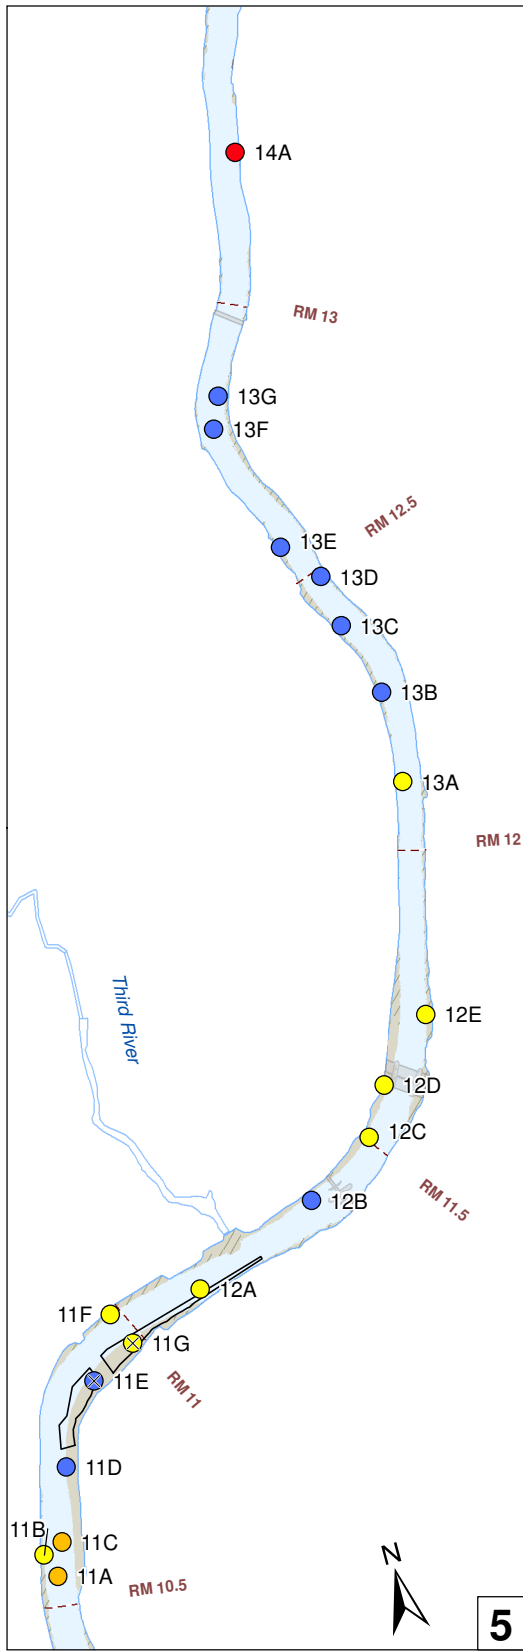 14A
RM 13
13G
13F
RM 12.5
13E
13D
13C
13B
13A
RM 12
Third River
12E
12D
12C
RM 11.5
12B
12A
11F
11G
RM 11
11E
11D
11B
11C
11A
RM 10.5
N
5